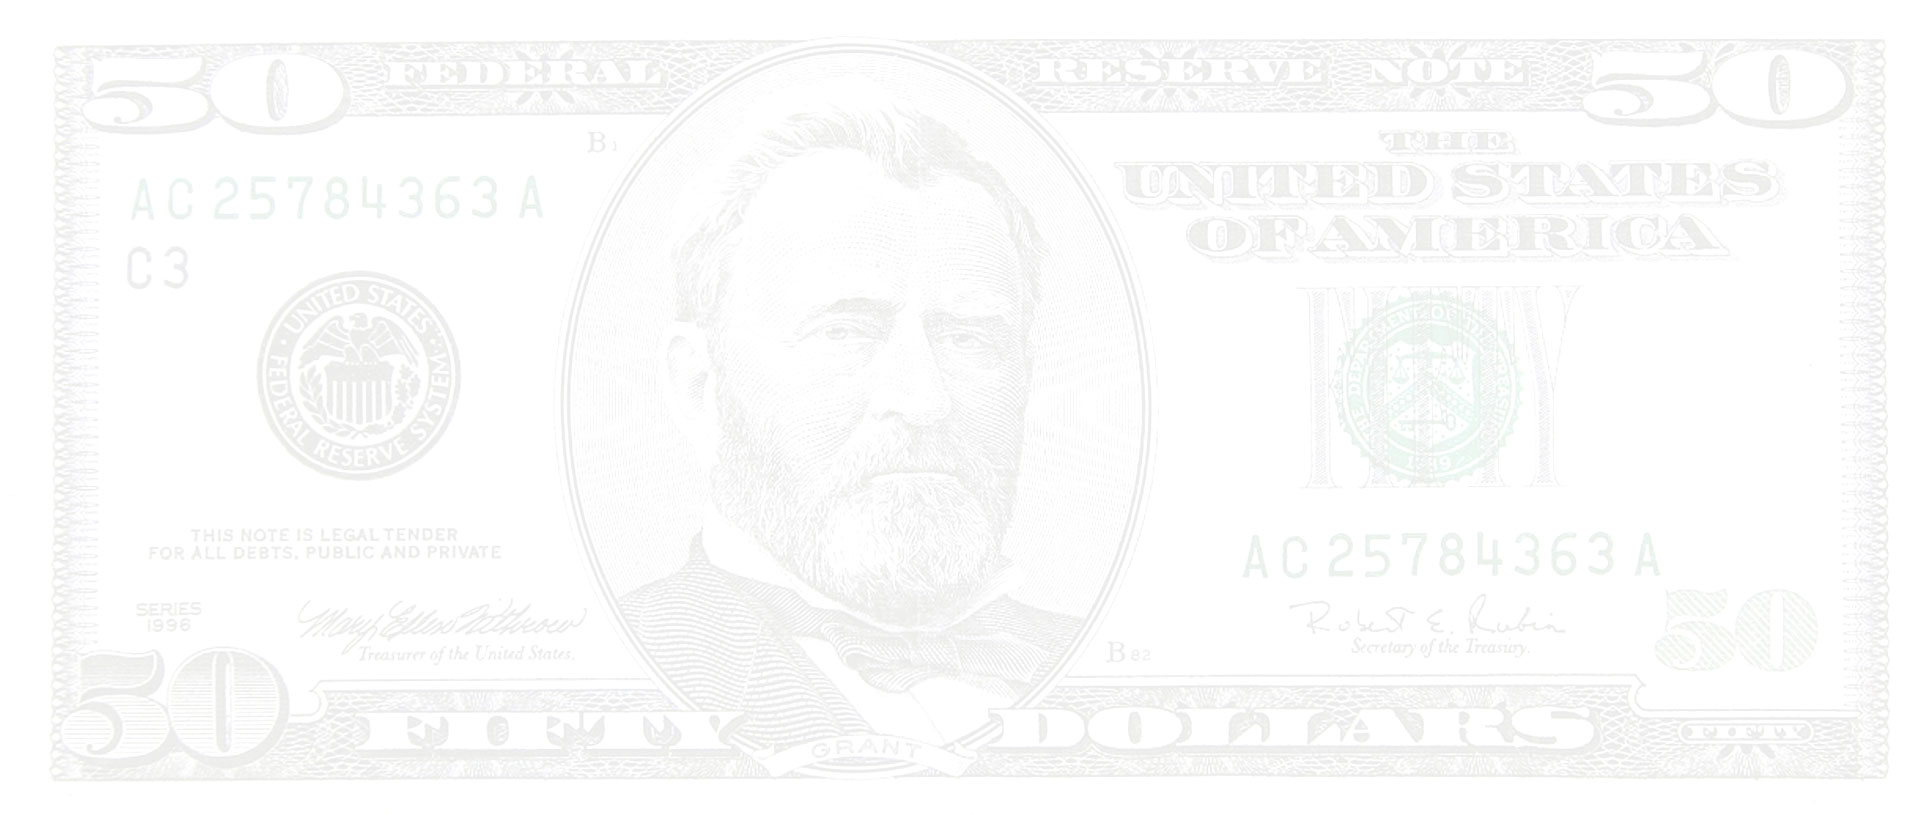 50 FEDERAL RESERVE NOTE 50
B1
THE
UNITED STATES
OF AMERICA
AC 25784363 A
C3
UNITED STATES
FEDERAL RESERVE SYSTEM
THE DEPARTMENT OF THE TREASURY
1789
THIS NOTE IS LEGAL TENDER
FOR ALL DEBTS, PUBLIC AND PRIVATE
AC 25784363 A
SERIES
1996
Mary Ellen Withrow
Treasurer of the United States.
Robert E. Rubin
Secretary of the Treasury.
B82
50
50 FIFTY DOLLARS FIFTY
GRANT